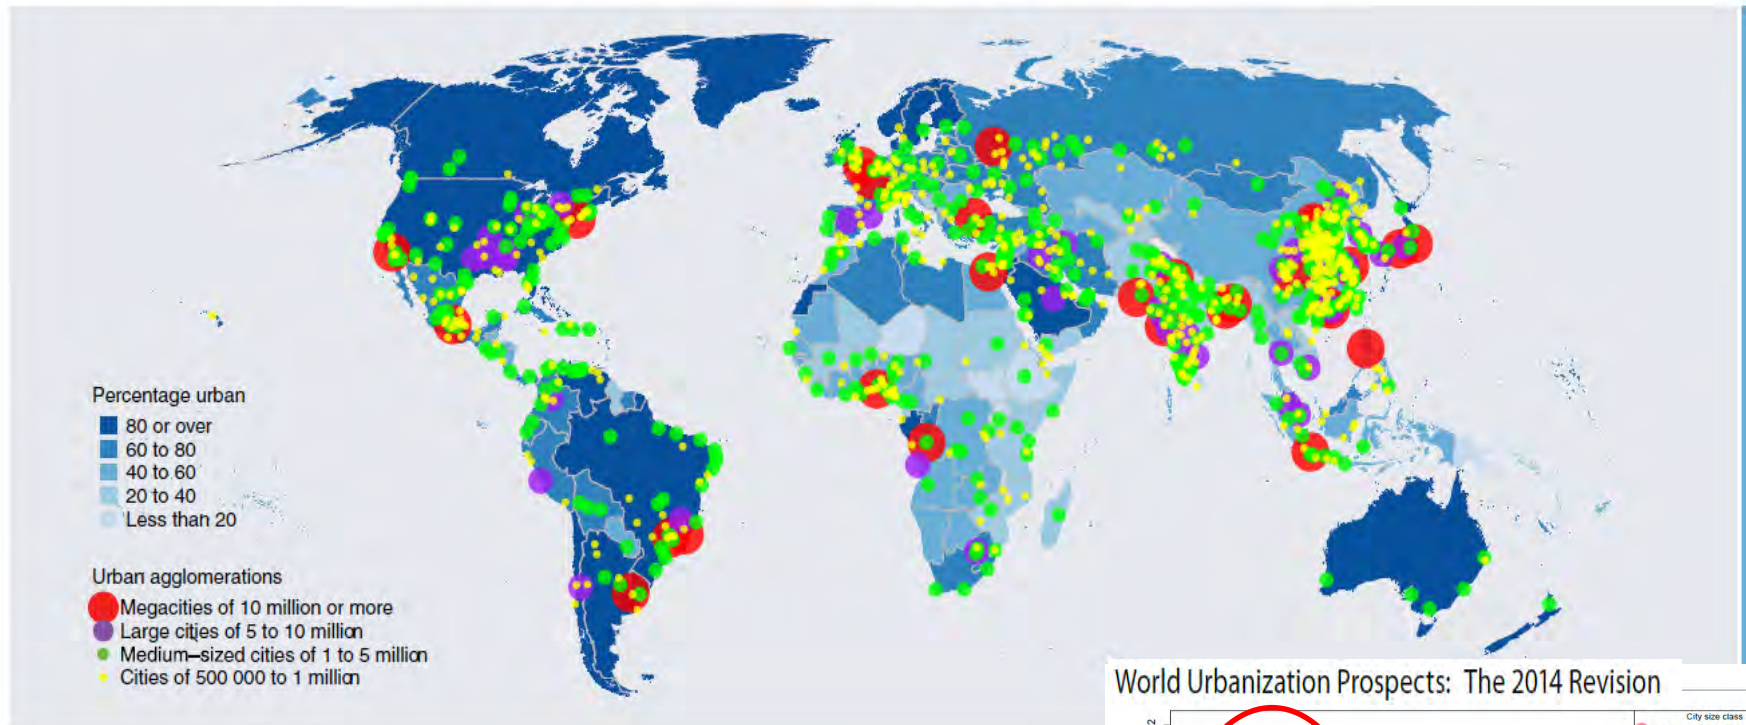 Percentage urban
80 or over
60 to 80
40 to 60
20 to 40
Less than 20
Urban agglomerations
Megacities of 10 million or more
Large cities of 5 to 10 million
Medium–sized cities of 1 to 5 million
Cities of 500 000 to 1 million
World Urbanization Prospects: The 2014 Revision
City size class
2